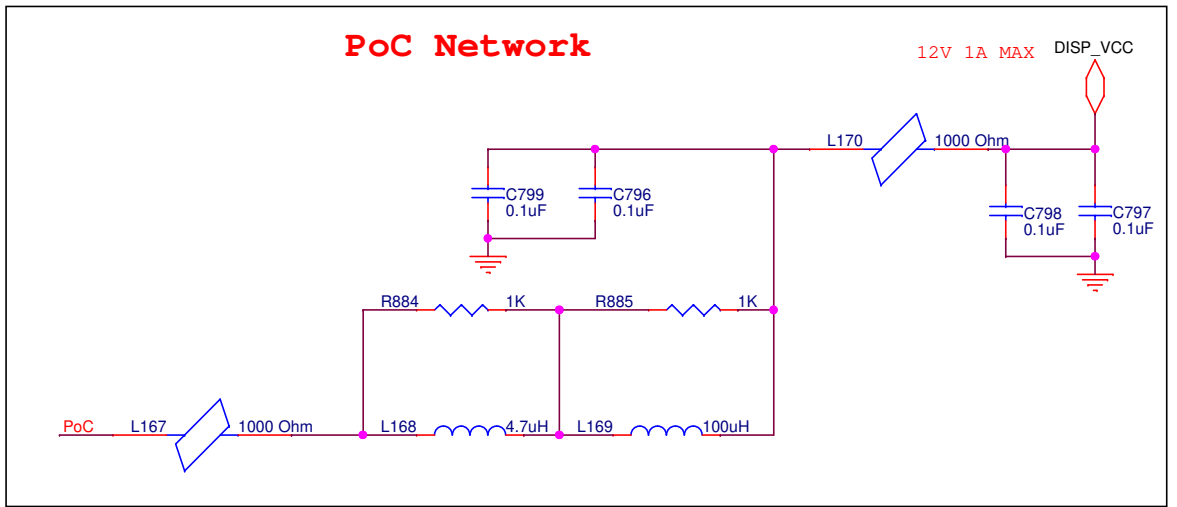 PoC Network
12V 1A MAX
DISP_VCC
L170
1000 Ohm
C799
0.1uF
C796
0.1uF
C798
0.1uF
C797
0.1uF
R884
1K
R885
1K
PoC
L167
1000 Ohm
L168
4.7uH
L169
100uH